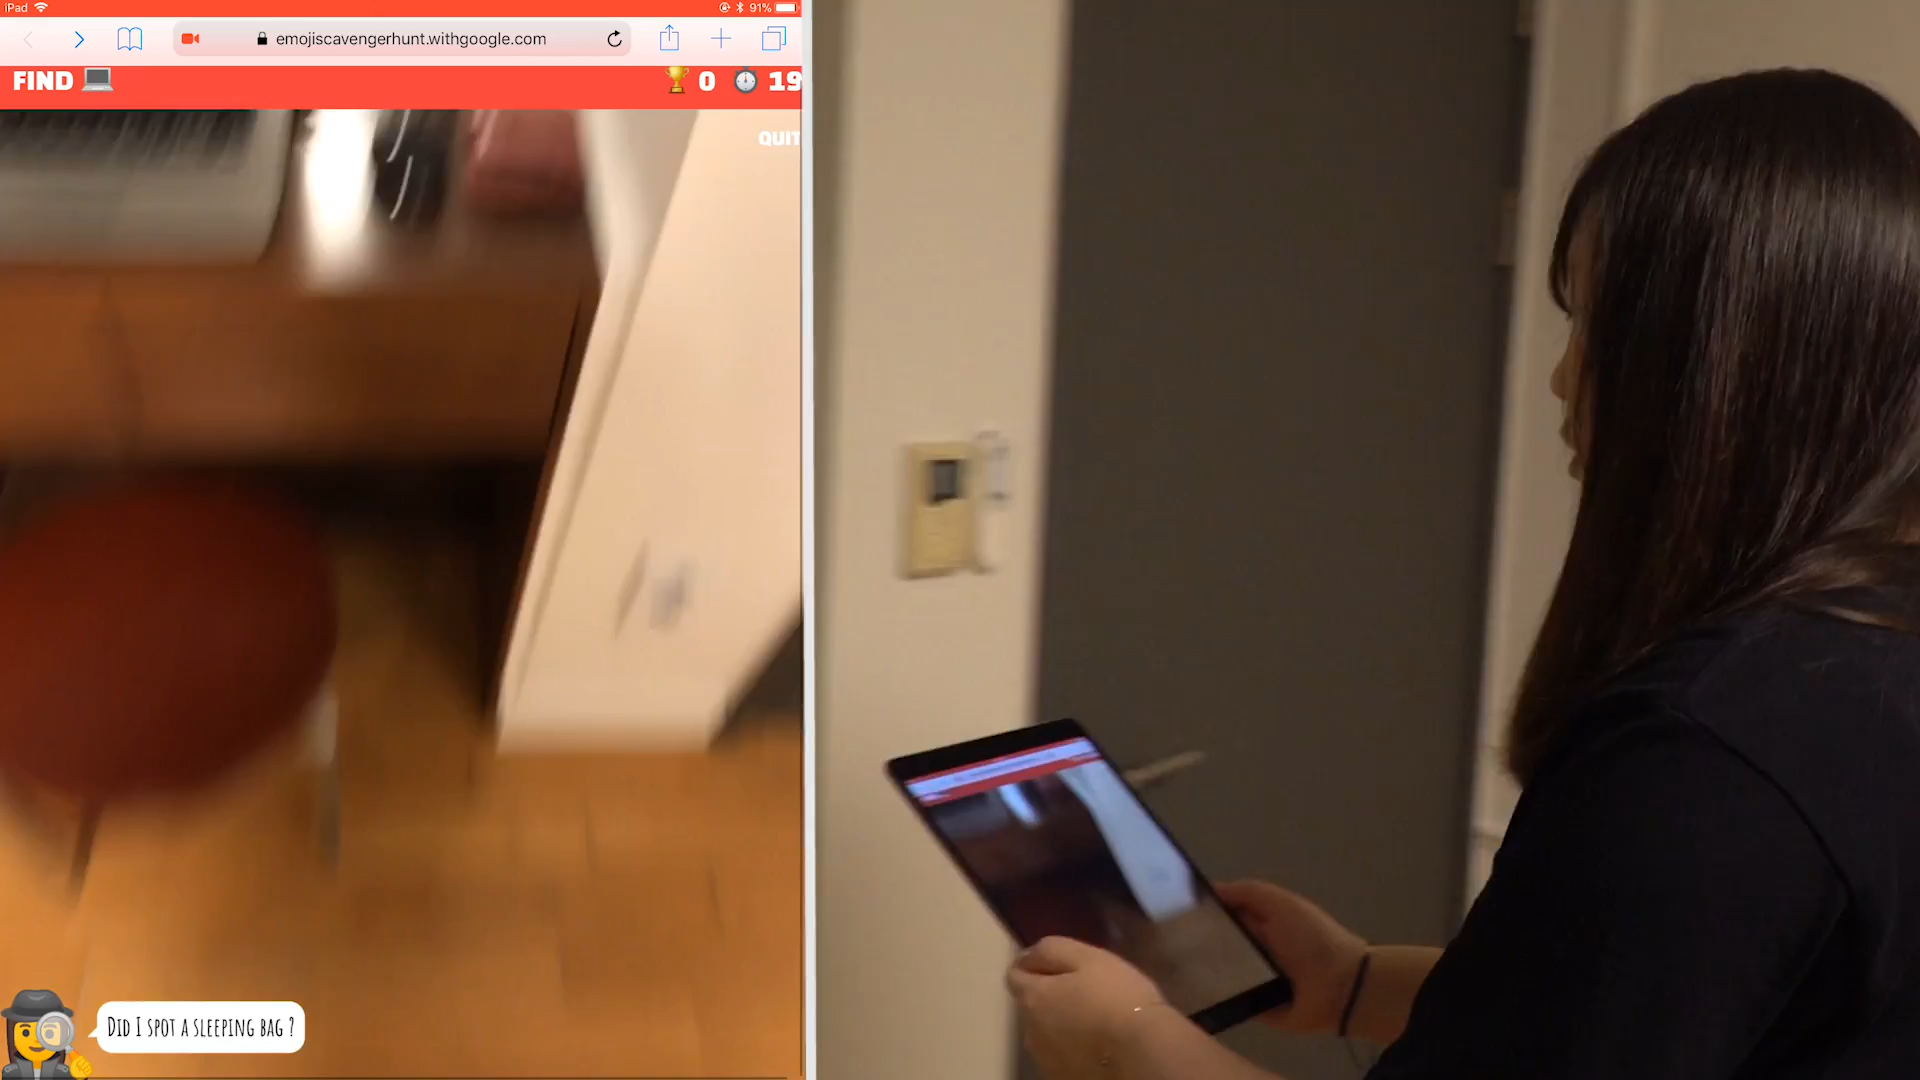 iPad 91%
emojiscavengerhunt.withgoogle.com
FIND 0 19
QUIT
DID I SPOT A SLEEPING BAG ?